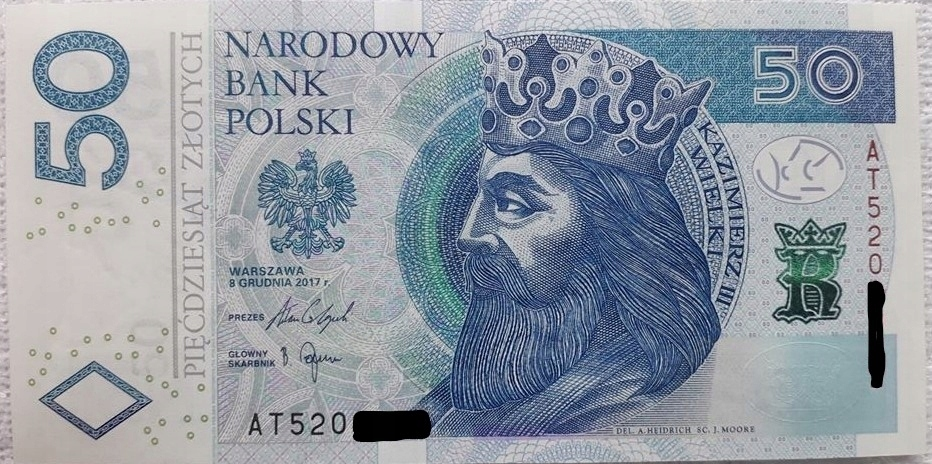 50
PIĘĆDZIESIĄT ZŁOTYCH
NARODOWY
BANK
POLSKI
WARSZAWA
8 GRUDNIA 2017 r.
PREZES
GŁÓWNY
SKARBNIK
AT520
KAZIMIERZ III
WIELKI
50
AT520
R
DEL. A. HEIDRICH SC. J. MOORE